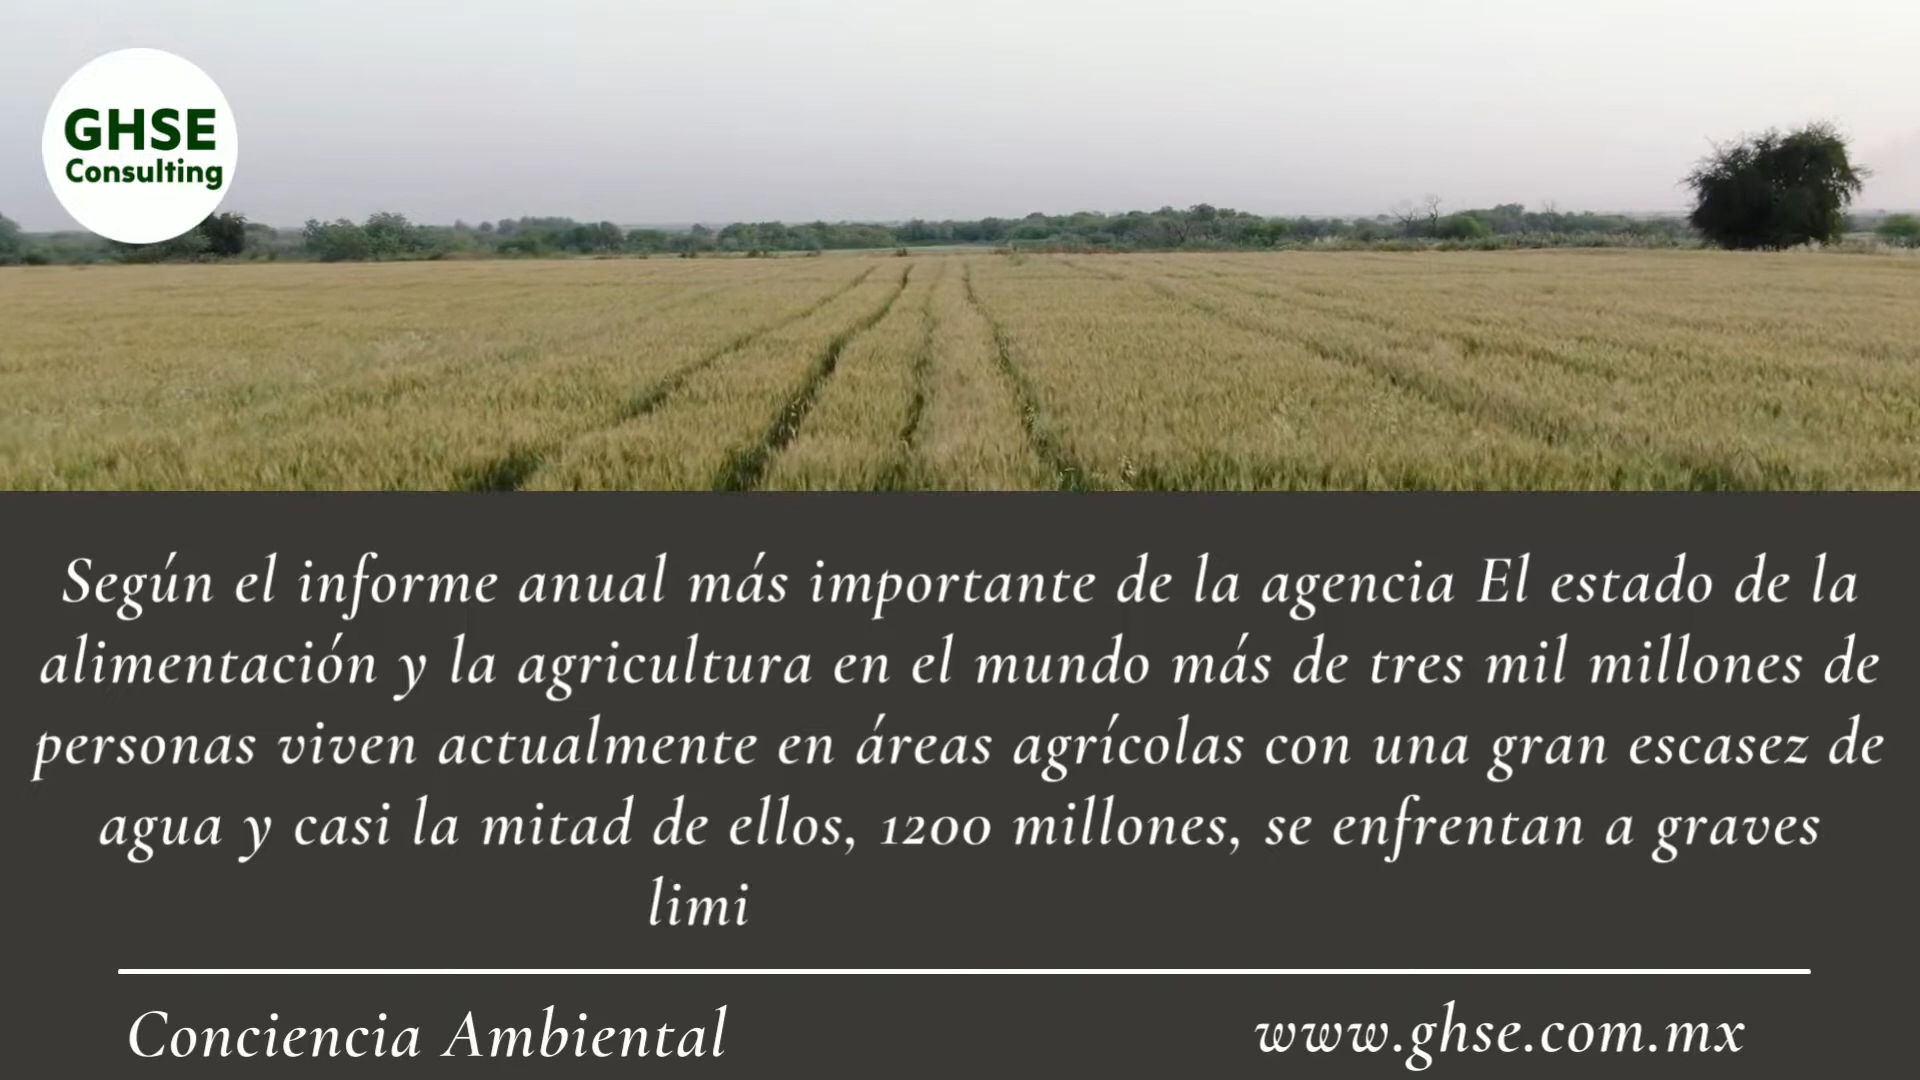 GHSE
Consulting
Según el informe anual más importante de la agencia El estado de la
alimentación y la agricultura en el mundo más de tres mil millones de
personas viven actualmente en áreas agrícolas con una gran escasez de
agua y casi la mitad de ellos, 1200 millones, se enfrentan a graves
limi
Conciencia Ambiental
www.ghse.com.mx